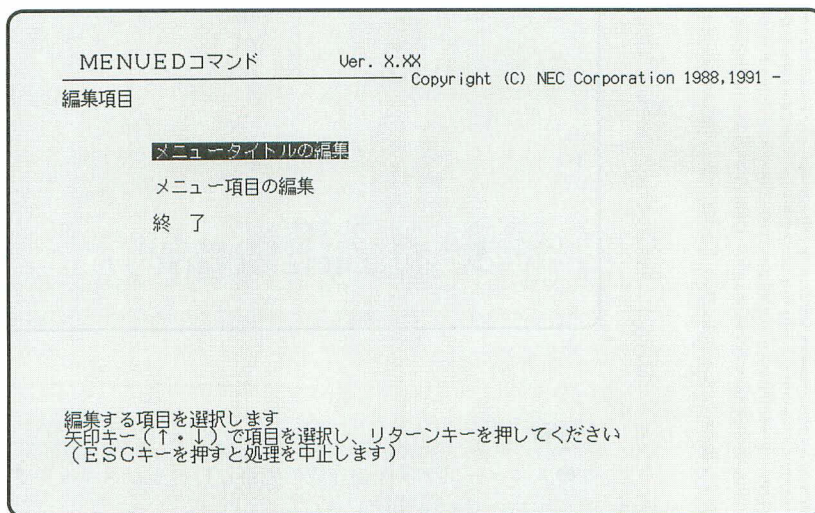 MENUEDコマンド Ver. X.XX
Copyright (C) NEC Corporation 1988,1991 -
編集項目
メニュータイトルの編集
メニュー項目の編集
終 了
編集する項目を選択します
矢印キー(↑・↓)で項目を選択し、リターンキーを押してください
(ESCキーを押すと処理を中止します)